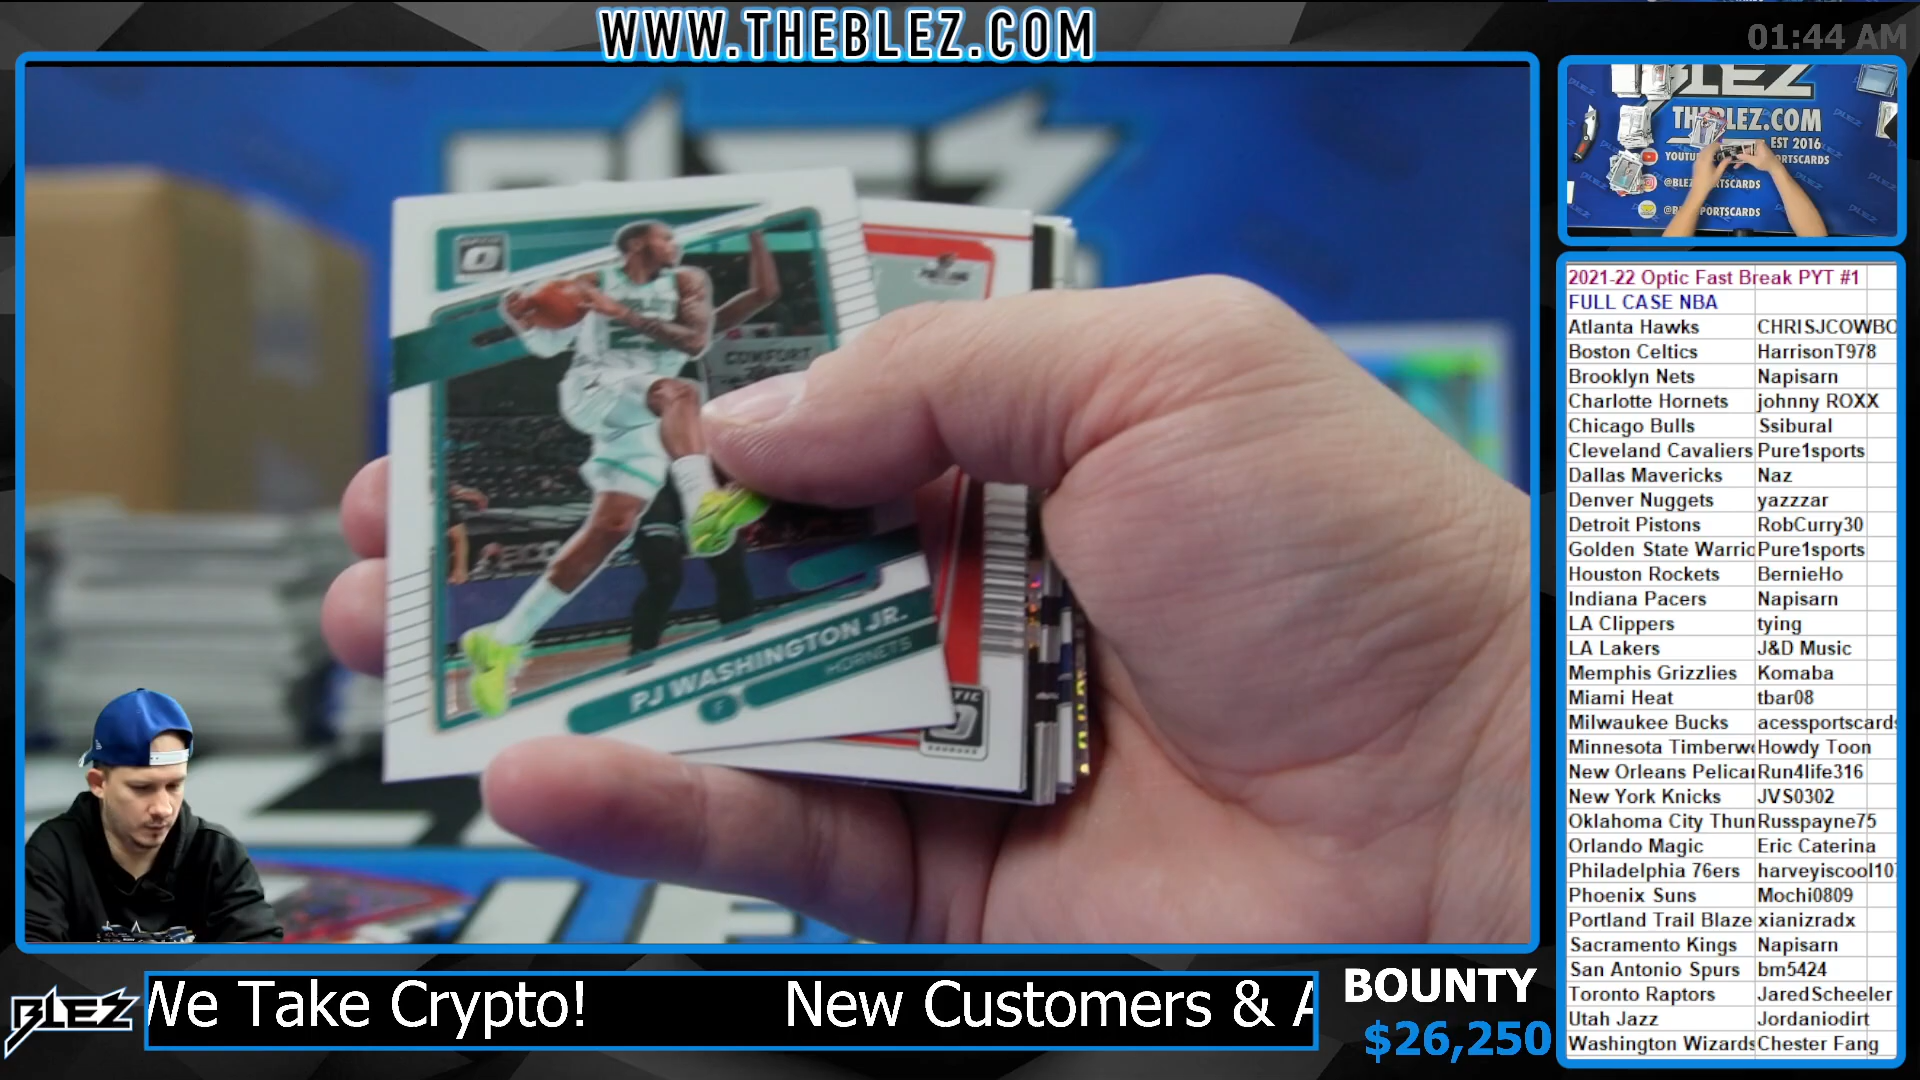 WWW.THEBLEZ.COM
01:44 AM
BLEZ
THEBLEZ.COM
EST 2016
@BLEZSPORTSCARDS
@BLEZSPORTSCARDS
2021-22 Optic Fast Break PYT #1
FULL CASE NBA
Atlanta Hawks CHRISJCOWBO
Boston Celtics HarrisonT978
Brooklyn Nets Napisarn
Charlotte Hornets johnny ROXX
Chicago Bulls Ssibural
Cleveland Cavaliers Pure1sports
Dallas Mavericks Naz
Denver Nuggets yazzzar
Detroit Pistons RobCurry30
Golden State Warric Pure1sports
Houston Rockets BernieHo
Indiana Pacers Napisarn
LA Clippers tying
LA Lakers J&D Music
Memphis Grizzlies Komaba
Miami Heat tbar08
Milwaukee Bucks acessportscards
Minnesota Timberw Howdy Toon
New Orleans Pelica Run4life316
New York Knicks JVS0302
Oklahoma City Thun Russpayne75
Orlando Magic Eric Caterina
Philadelphia 76ers harveyiscool10
Phoenix Suns Mochi0809
Portland Trail Blaze xianizradx
Sacramento Kings Napisarn
San Antonio Spurs bm5424
Toronto Raptors JaredScheeler
Utah Jazz Jordaniodirt
Washington Wizards Chester Fang
COMFORT
PJ WASHINGTON JR.
HORNETS
F
BLEZ
We Take Crypto! New Customers & A
BOUNTY
$26,250